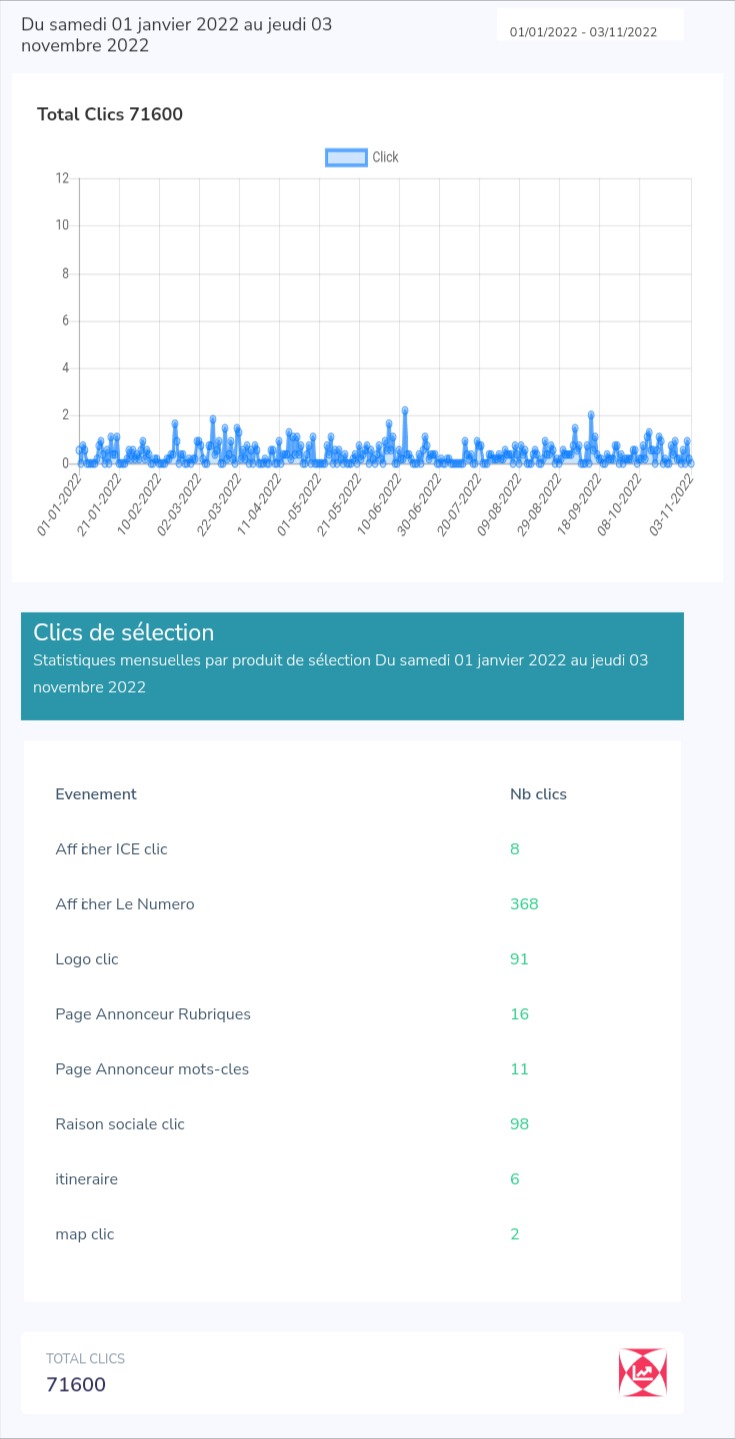 Du samedi 01 janvier 2022 au jeudi 03
novembre 2022
01/01/2022 - 03/11/2022
Total Clics 71600
Click
12
10
8
6
4
2
0
01-01-2022
21-01-2022
10-02-2022
02-03-2022
22-03-2022
11-04-2022
01-05-2022
21-05-2022
10-06-2022
30-06-2022
20-07-2022
09-08-2022
29-08-2022
18-09-2022
08-10-2022
03-11-2022
Clics de sélection
Statistiques mensuelles par produit de sélection Du samedi 01 janvier 2022 au jeudi 03
novembre 2022
Evenement Nb clics
Afficher ICE clic 8
Afficher Le Numero 368
Logo clic 91
Page Annonceur Rubriques 16
Page Annonceur mots-cles 11
Raison sociale clic 98
itineraire 6
map clic 2
TOTAL CLICS
71600